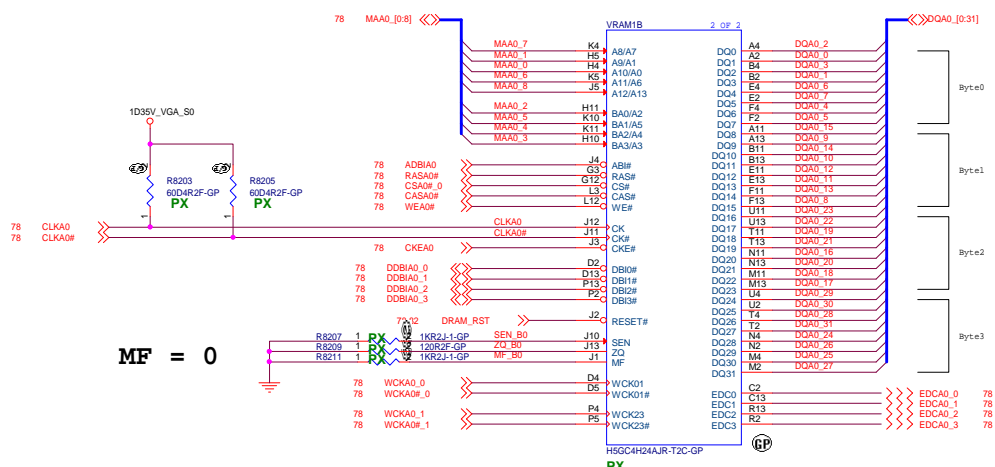 78 MAA0_[0:8]
VRAM1B 2 OF 2
DQA0_[0:31]
MAA0_7 K4 A8/A7
MAA0_1 H5 A9/A1
MAA0_0 H4 A10/A0
MAA0_6 K5 A11/A6
MAA0_8 J5 A12/A13
MAA0_2 H11 BA0/A2
MAA0_5 K10 BA1/A5
MAA0_4 K11 BA2/A4
MAA0_3 H10 BA3/A3
78 ADBIA0 J4 ABI#
78 RASA0# G3 RAS#
78 CSA0#_0 G12 CS#
78 CASA0# L3 CAS#
78 WEA0# L12 WE#
1D35V_VGA_S0
R8203
60D4R2F-GP
PX
1
R8205
60D4R2F-GP
PX
1
78 CLKA0 CLKA0 J12 CK
78 CLKA0# CLKA0# J11 CK#
78 CKEA0 J3 CKE#
78 DDBIA0_0 D2 DBI0#
78 DDBIA0_1 D13 DBI1#
78 DDBIA0_2 P13 DBI2#
78 DDBIA0_3 P2 DBI3#
DRAM_RST J2 RESET#
R8207 1 PX 1KR2J-1-GP SEN_B0 J10 SEN
R8209 1 PX 120R2F-GP ZQ_B0 J13 ZQ
R8211 1 PX 1KR2J-1-GP MF_B0 J1 MF
MF = 0
78 WCKA0_0 D4 WCK01
78 WCKA0#_0 D5 WCK01#
78 WCKA0_1 P4 WCK23
78 WCKA0#_1 P5 WCK23#
DQ0 A4 DQA0_2
DQ1 A2 DQA0_0
DQ2 B4 DQA0_3
DQ3 B2 DQA0_1
DQ4 E4 DQA0_6
DQ5 E2 DQA0_7
DQ6 F4 DQA0_4
DQ7 F2 DQA0_5
Byte0
DQ8 A11 DQA0_15
DQ9 A13 DQA0_9
DQ10 B11 DQA0_14
DQ11 B13 DQA0_10
DQ12 E11 DQA0_12
DQ13 E13 DQA0_11
DQ14 F11 DQA0_13
DQ15 F13 DQA0_8
Byte1
DQ16 U11 DQA0_23
DQ17 U13 DQA0_22
DQ18 T11 DQA0_19
DQ19 T13 DQA0_21
DQ20 N11 DQA0_16
DQ21 N13 DQA0_20
DQ22 M11 DQA0_18
DQ23 M13 DQA0_17
Byte2
DQ24 U4 DQA0_29
DQ25 U2 DQA0_30
DQ26 T4 DQA0_28
DQ27 T2 DQA0_31
DQ28 N4 DQA0_24
DQ29 N2 DQA0_26
DQ30 M4 DQA0_25
DQ31 M2 DQA0_27
Byte3
EDC0 C2 EDCA0_0 78
EDC1 C13 EDCA0_1 78
EDC2 R13 EDCA0_2 78
EDC3 R2 EDCA0_3 78
GP
H5GC4H24AJR-T2C-GP
PX